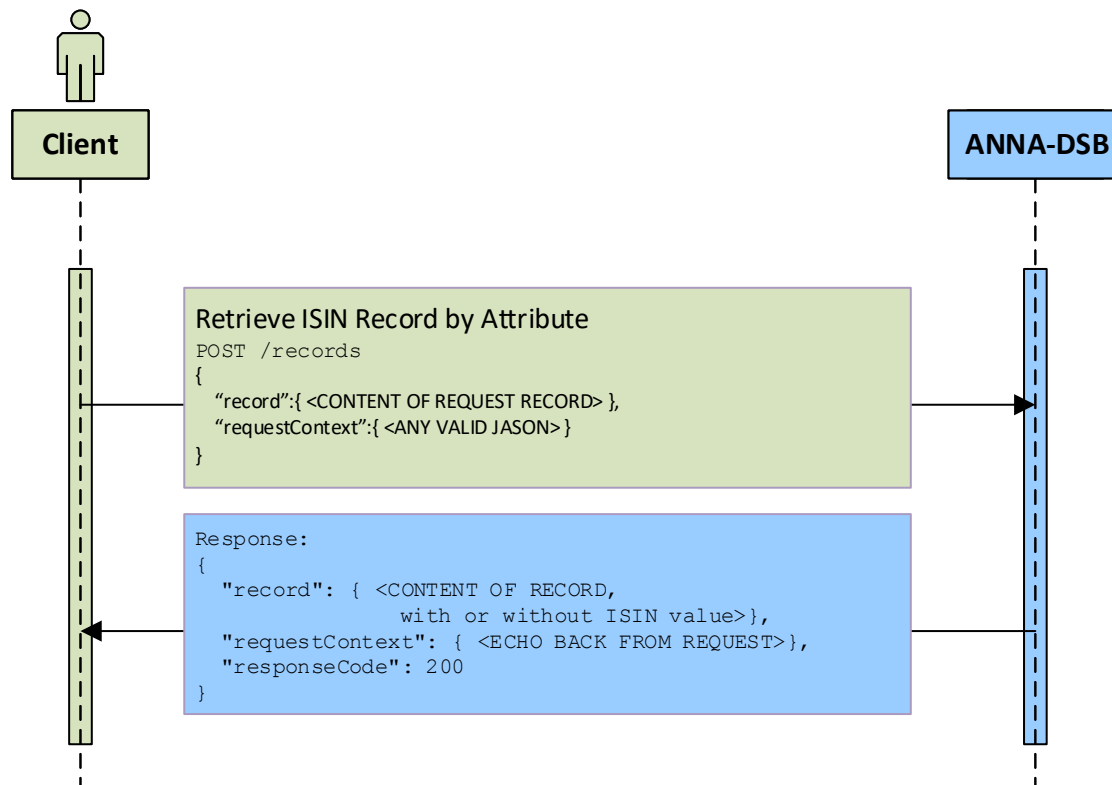 Client
ANNA-DSB
Retrieve ISIN Record by Attribute
POST /records
{
“record”:{ <CONTENT OF REQUEST RECORD> },
“requestContext”:{ <ANY VALID JASON> }
}
Response:
{
"record": { <CONTENT OF RECORD,
with or without ISIN value>},
"requestContext": { <ECHO BACK FROM REQUEST>},
"responseCode": 200
}